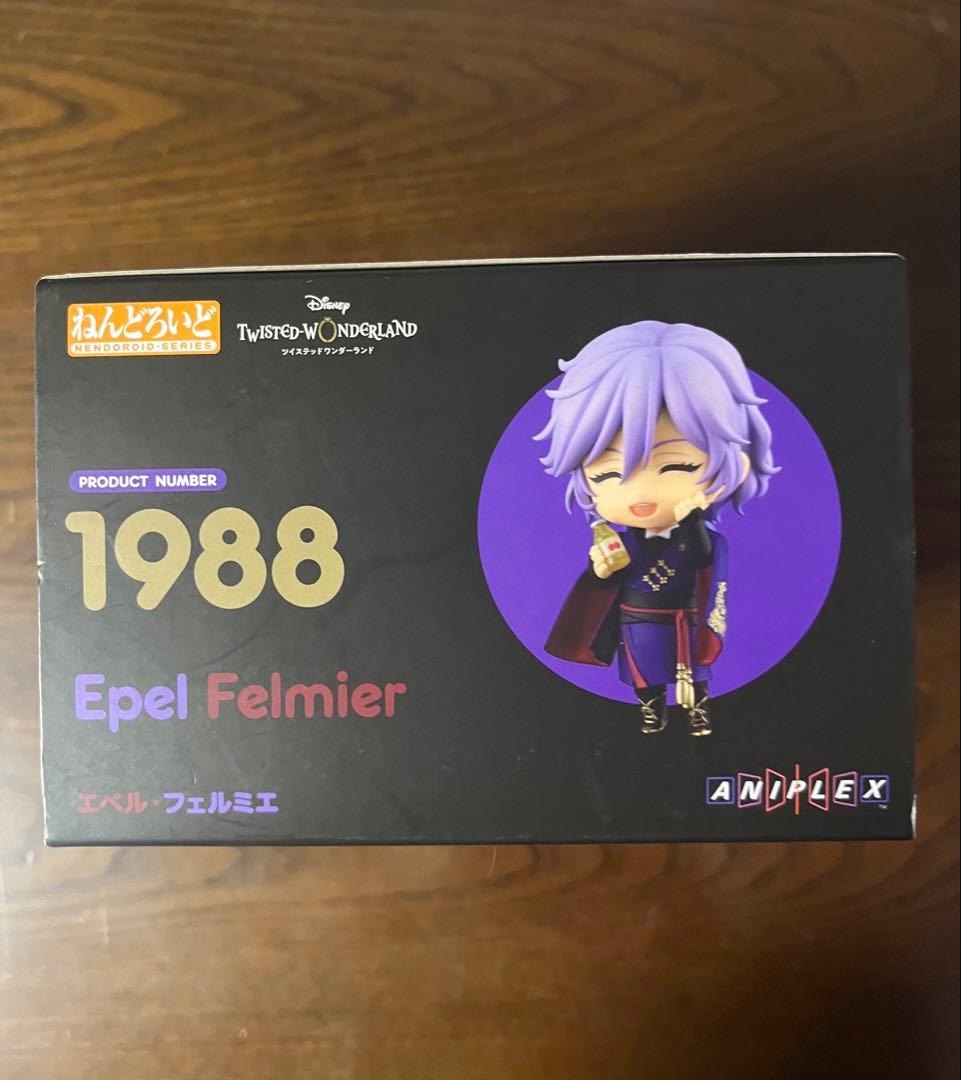 ねんどろいど
NENDOROID-SERIES
Disney
TWISTED-WONDERLAND
ツイステッドワンダーランド
PRODUCT NUMBER
1988
Epel Felmier
エペル・フェルミエ
ANIPLEX
TM